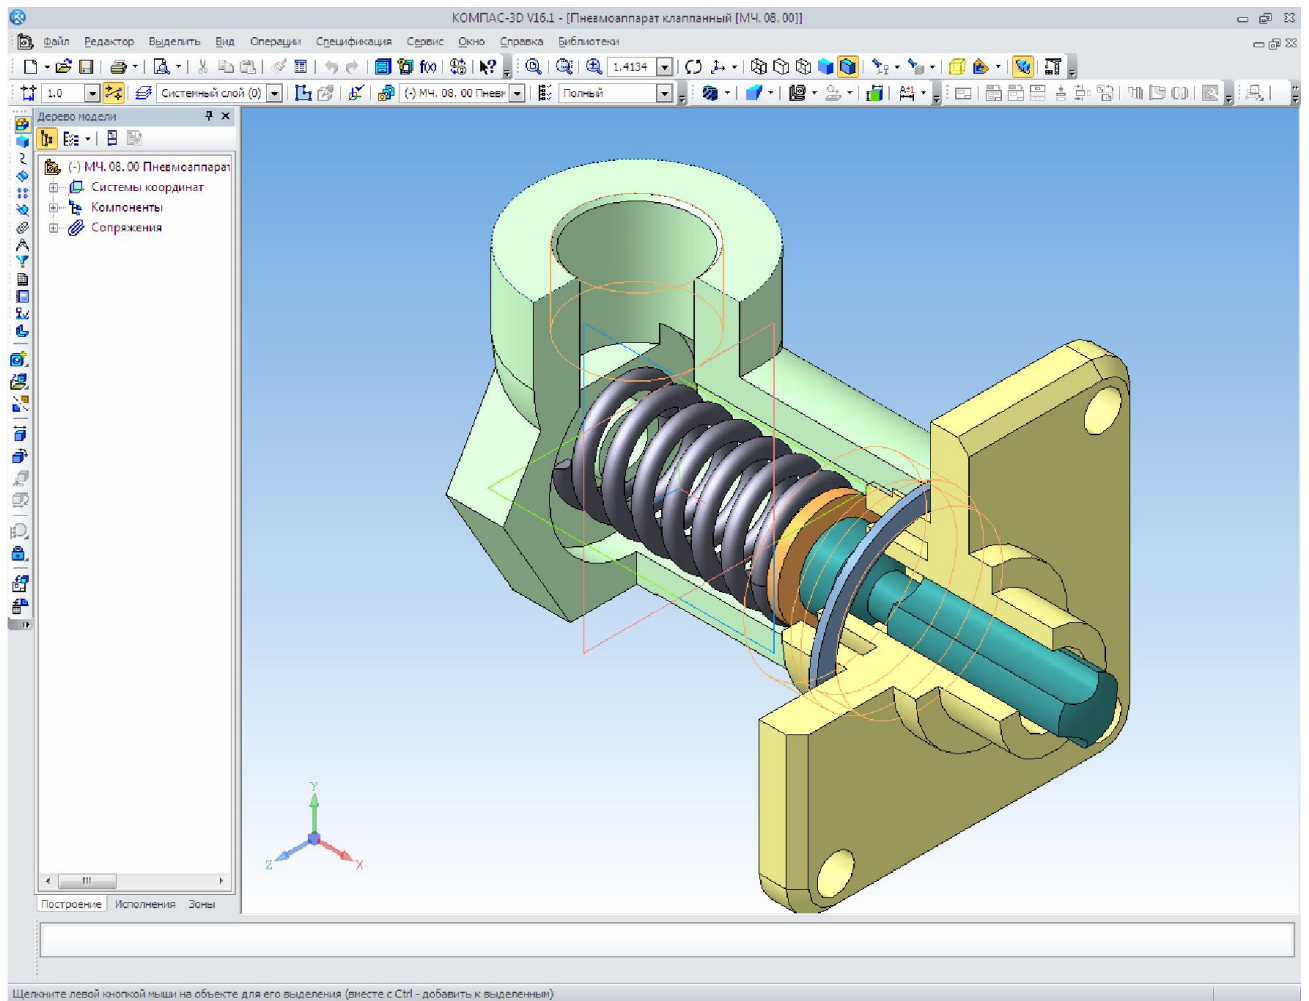 КОМПАС-3D V16.1 - [Пневмоаппарат клаппанный [МЧ. 08. 00]]
Файл Редактор Выделить Вид Операции Спецификация Сервис Окно Справка Библиотеки
f(x) 1.4134
1.0 Системный слой (0) (-) МЧ. 08. 00 Пневм Полный
Дерево модели
(-) МЧ. 08. 00 Пневмоаппарат
Системы координат
Компоненты
Сопряжения
Y
Z X
Построение Исполнения Зоны
Щелкните левой кнопкой мыши на объекте для его выделения (вместе с Ctrl - добавить к выделенным)